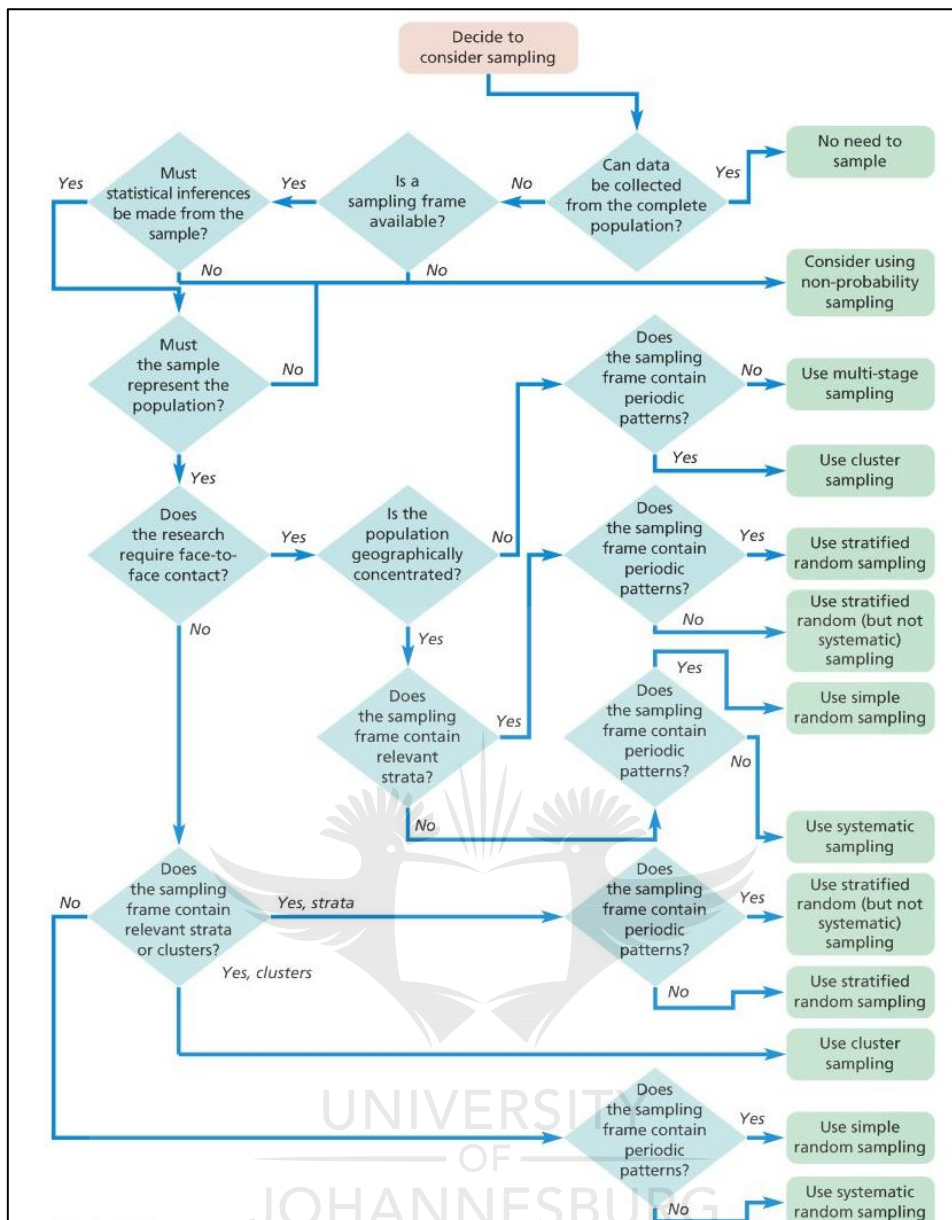 Decide to
consider sampling
Must
statistical inferences
be made from the
sample?
Yes
Is a
sampling frame
available?
Yes
No
Can data
be collected
from the complete
population?
Yes
No need to
sample
No
No
Consider using
non-probability
sampling
Must
the sample
represent the
population?
No
Does
the sampling
frame contain
periodic
patterns?
No
Use multi-stage
sampling
Yes
Use cluster
sampling
Yes
Does
the research
require face-to-
face contact?
Yes
Is the
population
geographically
concentrated?
No
Does
the sampling
frame contain
periodic
patterns?
Yes
Use stratified
random sampling
No
Use stratified
random (but not
systematic)
sampling
No
Yes
Does
the sampling
frame contain
relevant
strata?
Yes
No
Does
the sampling
frame contain
periodic
patterns?
Yes
Use simple
random sampling
No
Use systematic
sampling
Does
the sampling
frame contain
relevant strata
or clusters?
No
Yes, strata
Yes, clusters
Does
the sampling
frame contain
periodic
patterns?
Yes
Use stratified
random (but not
systematic)
sampling
No
Use stratified
random sampling
Use cluster
sampling
Does
the sampling
frame contain
periodic
patterns?
Yes
Use simple
random sampling
No
Use systematic
random sampling
UNIVERSITY
OF
JOHANNESBURG